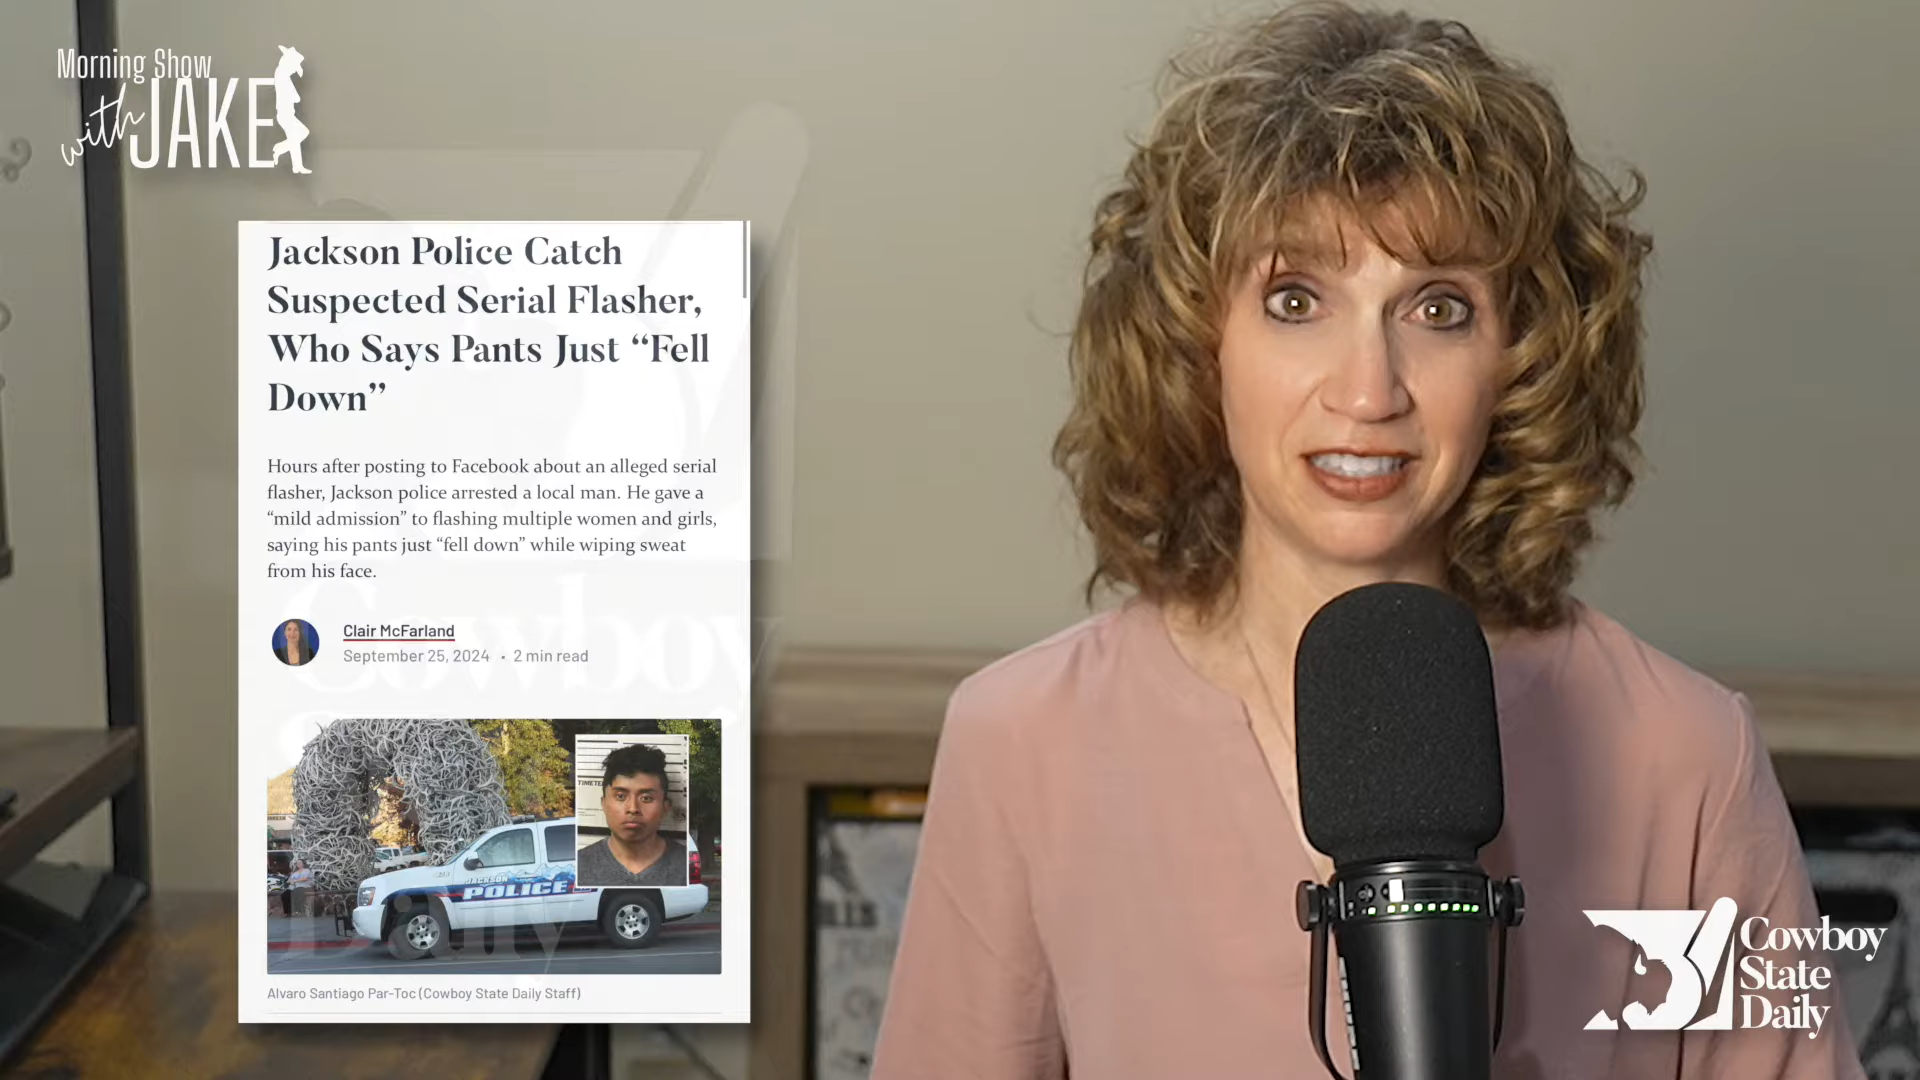 Morning Show
with JAKE
Jackson Police Catch
Suspected Serial Flasher,
Who Says Pants Just “Fell
Down”
Hours after posting to Facebook about an alleged serial
flasher, Jackson police arrested a local man. He gave a
“mild admission” to flashing multiple women and girls,
saying his pants just “fell down” while wiping sweat
from his face.
Clair McFarland
September 25, 2024 • 2 min read
JACKSON
POLICE
Alvaro Santiago Par-Toc (Cowboy State Daily Staff)
Cowboy
State
Daily
Cowboy
Daily